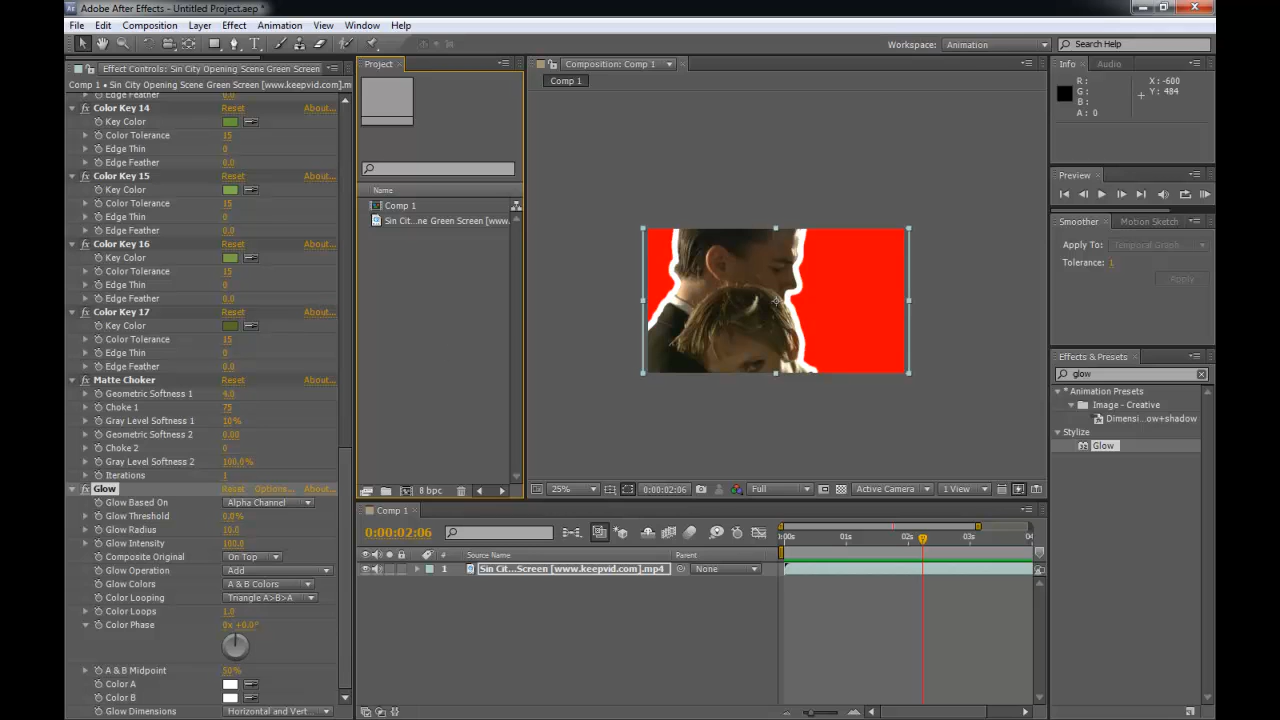 Adobe After Effects - Untitled Project.aep *
File Edit Composition Layer Effect Animation View Window Help
Workspace: Animation Search Help
Effect Controls: Sin City Opening Scene Green Screen
Comp 1 • Sin City Opening Scene Green Screen [www.keepvid.com].m
Edge Feather 0.0
Color Key 14 Reset About...
Key Color
Color Tolerance 15
Edge Thin 0
Edge Feather 0.0
Color Key 15 Reset About...
Key Color
Color Tolerance 15
Edge Thin 0
Edge Feather 0.0
Color Key 16 Reset About...
Key Color
Color Tolerance 15
Edge Thin 0
Edge Feather 0.0
Color Key 17 Reset About...
Key Color
Color Tolerance 15
Edge Thin 0
Edge Feather 0.0
Matte Choker Reset About...
Geometric Softness 1 4.0
Choke 1 75
Gray Level Softness 1 10%
Geometric Softness 2 0.00
Choke 2 0
Gray Level Softness 2 100.0%
Iterations 1
Glow Reset Options... About...
Glow Based On Alpha Channel
Glow Threshold 0.0%
Glow Radius 10.0
Glow Intensity 100.0
Composite Original On Top
Glow Operation Add
Glow Colors A & B Colors
Color Looping Triangle A>B>A
Color Loops 1.0
Color Phase 0x +0.0°
A & B Midpoint 50%
Color A
Color B
Glow Dimensions Horizontal and Vert...
Project
Name
Comp 1
Sin Cit...ne Green Screen [www.
8 bpc
Composition: Comp 1
Comp 1
25% 0:00:02:06 Full Active Camera 1 View
Info Audio
R: X: -600
G: Y: 484
B:
A: 0
Preview
Smoother Motion Sketch
Apply To: Temporal Graph
Tolerance: 1
Apply
Effects & Presets
glow
* Animation Presets
Image - Creative
Dimensi...ow+shadow
Stylize
Glow
Comp 1
0:00:02:06
):00s 01s 02s 03s 04
# Source Name Parent
1 Sin Cit...Screen [www.keepvid.com].mp4 None